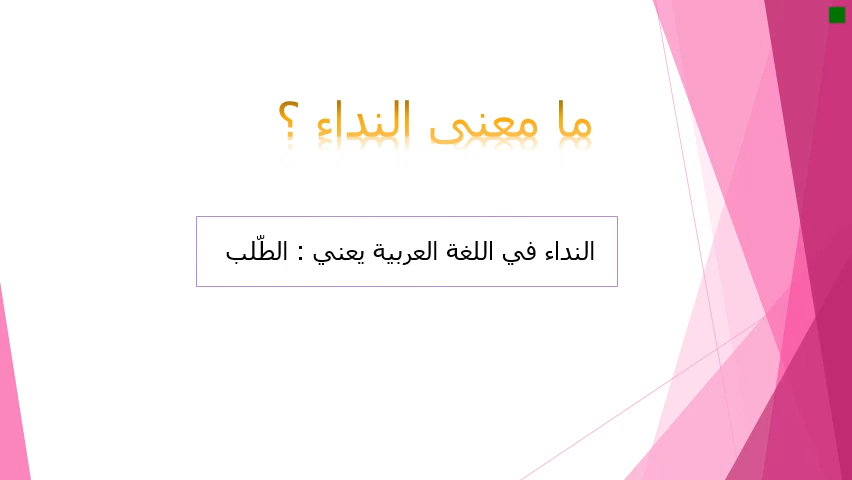 ما معنى النداء ؟
النداء في اللغة العربية يعني : الطّلب